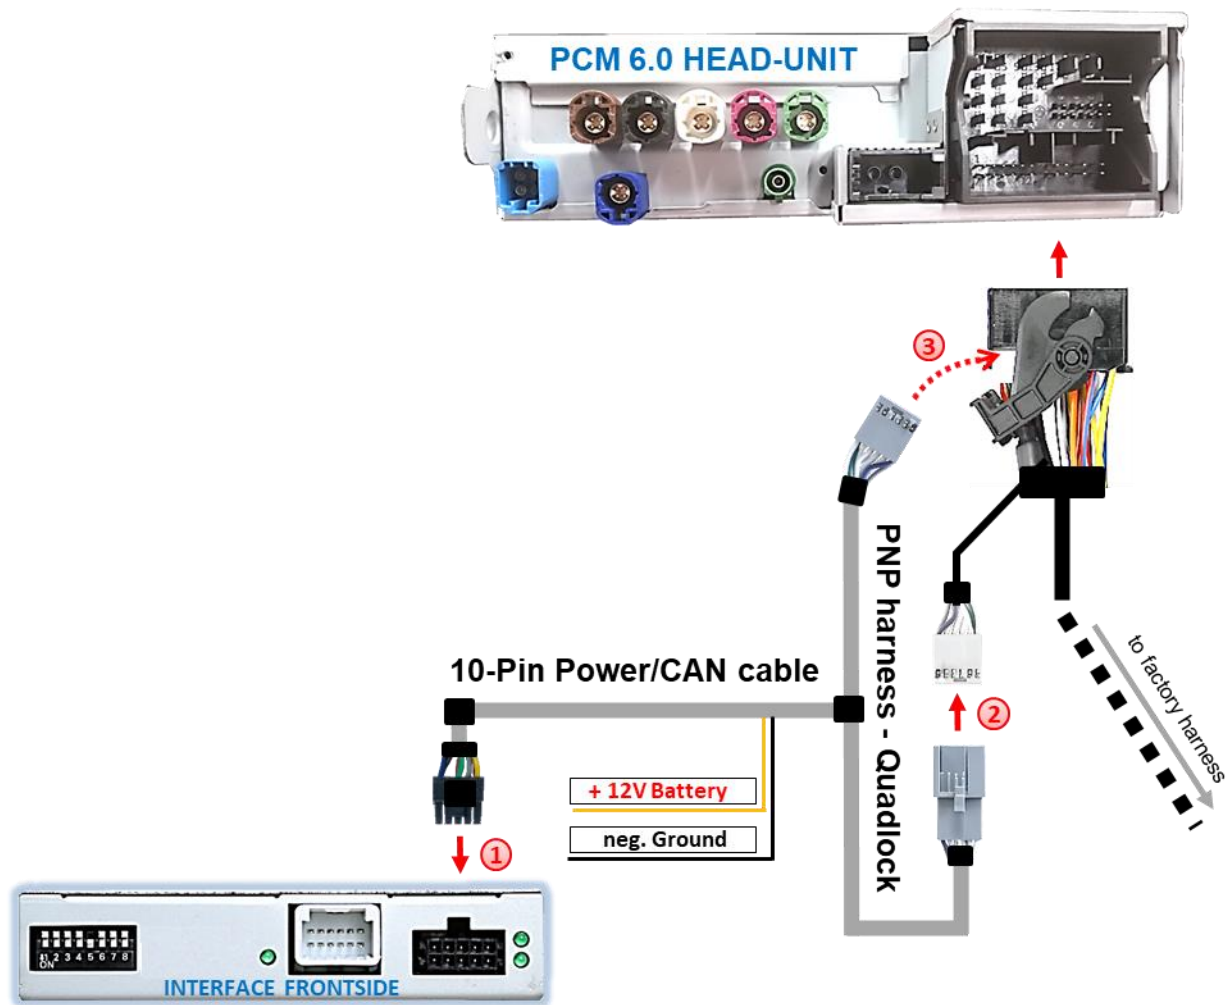 PCM 6.0 HEAD-UNIT
1
3
PNP harness - Quadlock
to factory harness
10-Pin Power/CAN cable
2
+ 12V Battery
neg. Ground
1
1 2 3 4 5 6 7 8
ON
INTERFACE FRONTSIDE